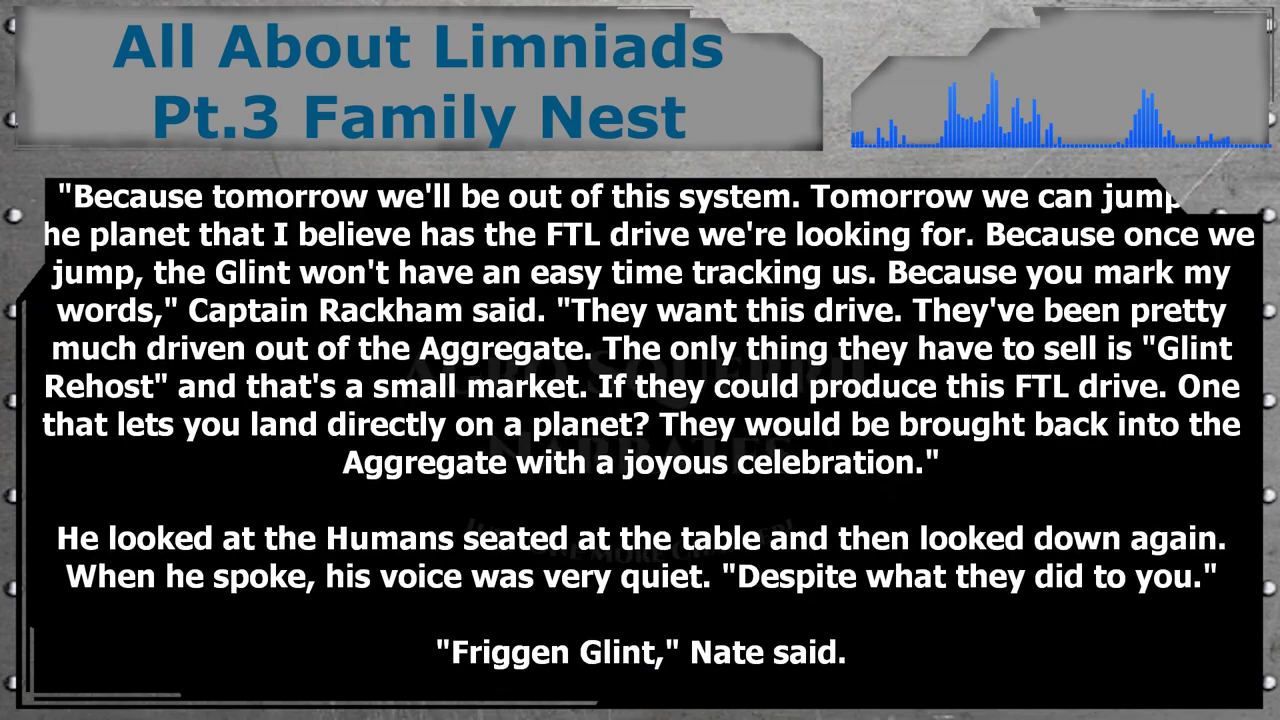 All About Limniads
Pt.3 Family Nest
"Because tomorrow we'll be out of this system. Tomorrow we can jump
he planet that I believe has the FTL drive we're looking for. Because once we
jump, the Glint won't have an easy time tracking us. Because you mark my
words," Captain Rackham said. "They want this drive. They've been pretty
much driven out of the Aggregate. The only thing they have to sell is "Glint
Rehost" and that's a small market. If they could produce this FTL drive. One
that lets you land directly on a planet? They would be brought back into the
Aggregate with a joyous celebration."
He looked at the Humans seated at the table and then looked down again.
When he spoke, his voice was very quiet. "Despite what they did to you."
"Friggen Glint," Nate said.